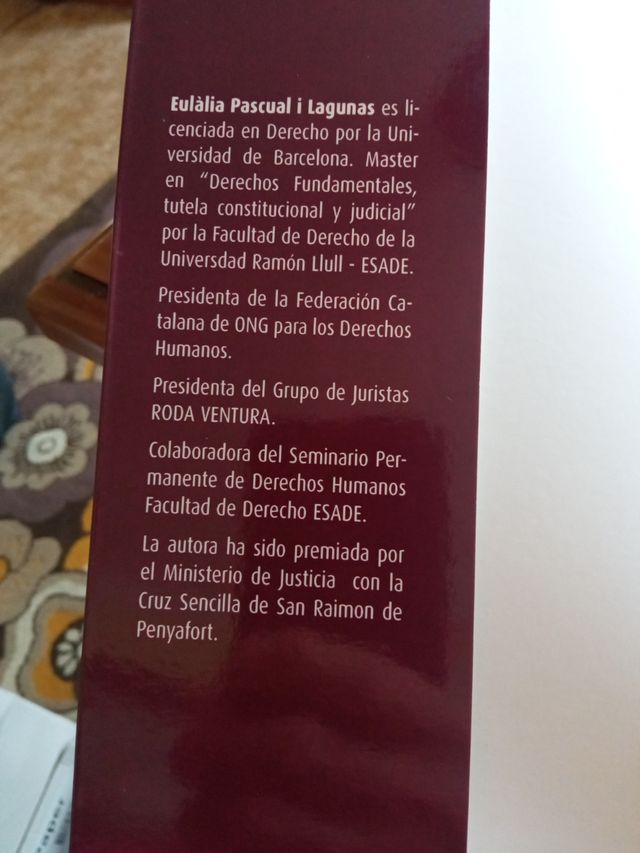 Eulàlia Pascual i Lagunas es li-
cenciada en Derecho por la Uni-
versidad de Barcelona. Master
en “Derechos Fundamentales,
tutela constitucional y judicial”
por la Facultad de Derecho de la
Universdad Ramón Llull - ESADE.
Presidenta de la Federación Ca-
talana de ONG para los Derechos
Humanos.
Presidenta del Grupo de Juristas
RODA VENTURA.
Colaboradora del Seminario Per-
manente de Derechos Humanos
Facultad de Derecho ESADE.
La autora ha sido premiada por
el Ministerio de Justicia con la
Cruz Sencilla de San Raimon de
Penyafort.